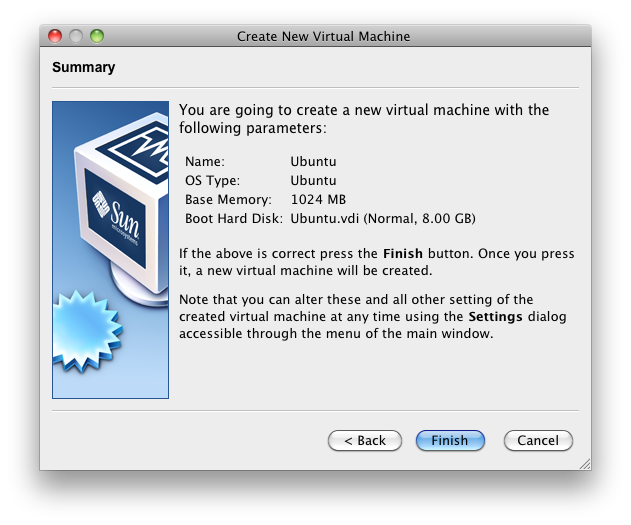 Create New Virtual Machine
Summary
Sun
microsystems
You are going to create a new virtual machine with the
following parameters:
Name: Ubuntu
OS Type: Ubuntu
Base Memory: 1024 MB
Boot Hard Disk: Ubuntu.vdi (Normal, 8.00 GB)
If the above is correct press the Finish button. Once you press
it, a new virtual machine will be created.
Note that you can alter these and all other setting of the
created virtual machine at any time using the Settings dialog
accessible through the menu of the main window.
< Back
Finish
Cancel